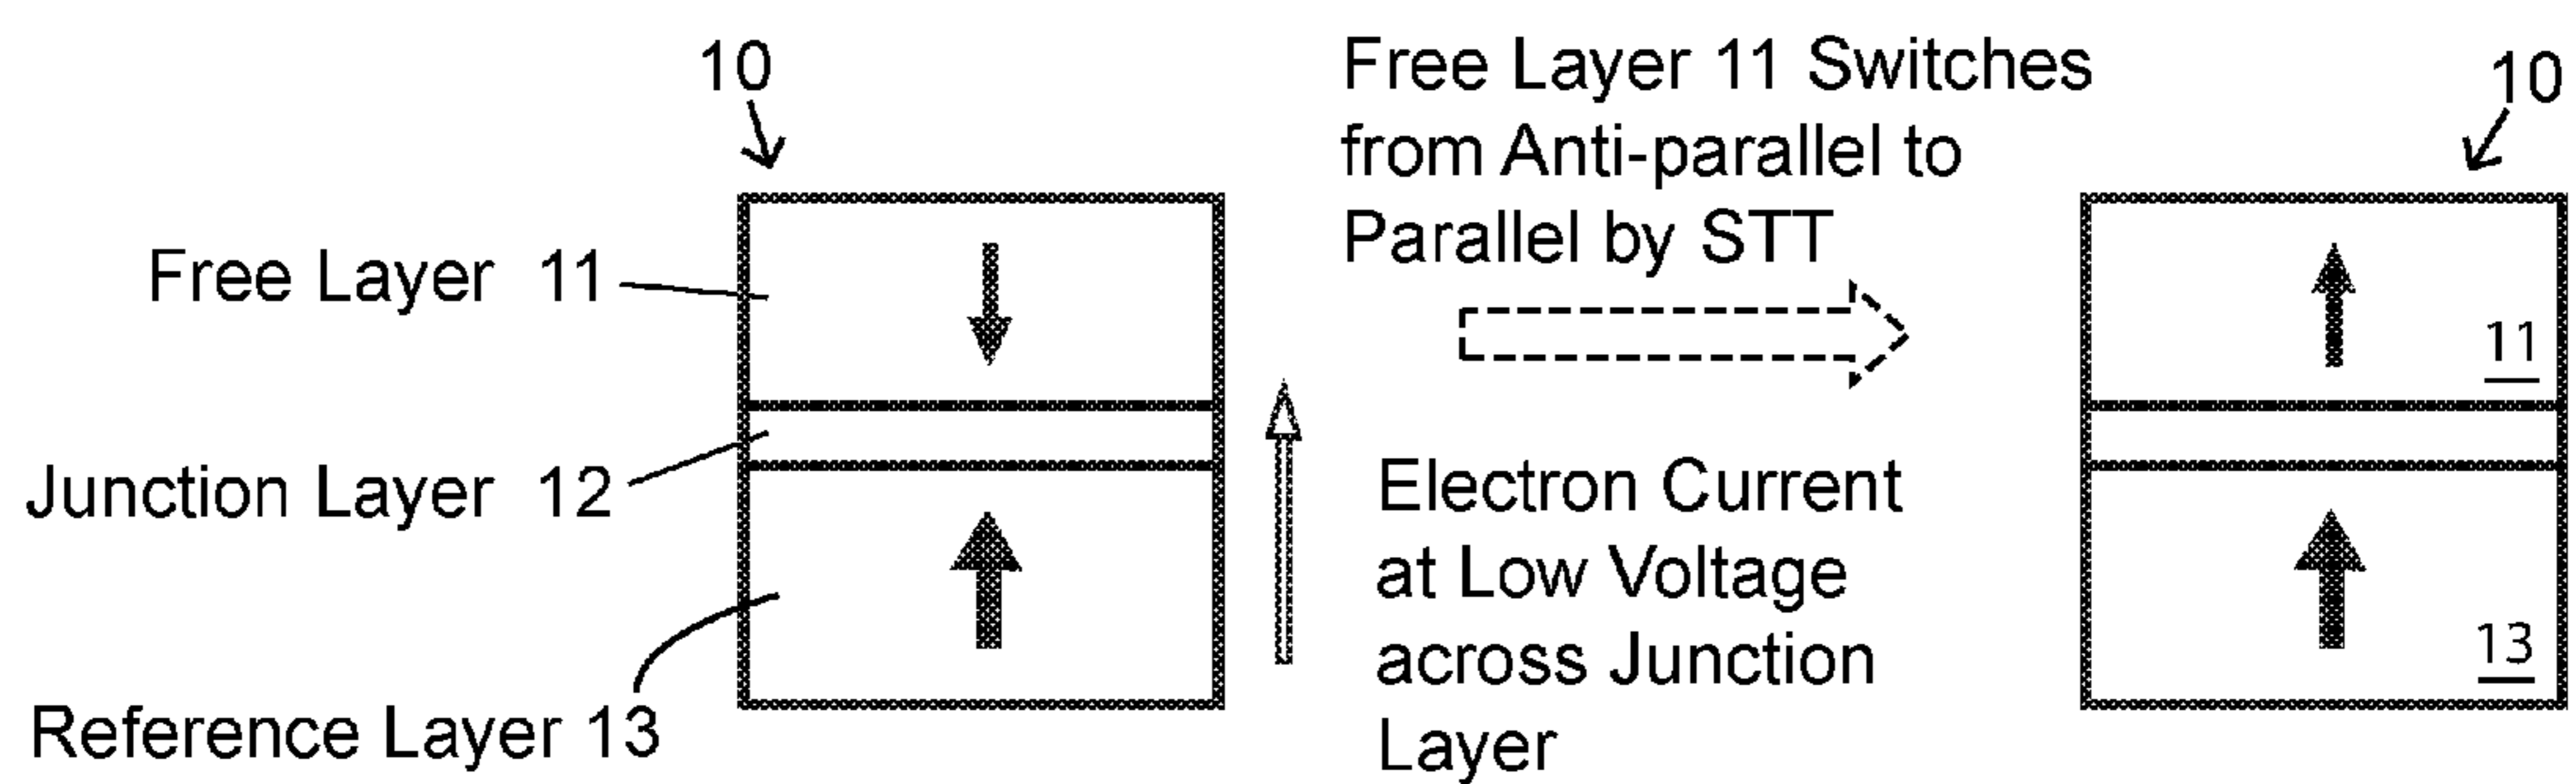 10
Free Layer 11
Junction Layer 12
Reference Layer 13
Free Layer 11 Switches
from Anti-parallel to
Parallel by STT
Electron Current
at Low Voltage
across Junction
Layer
10
11
13